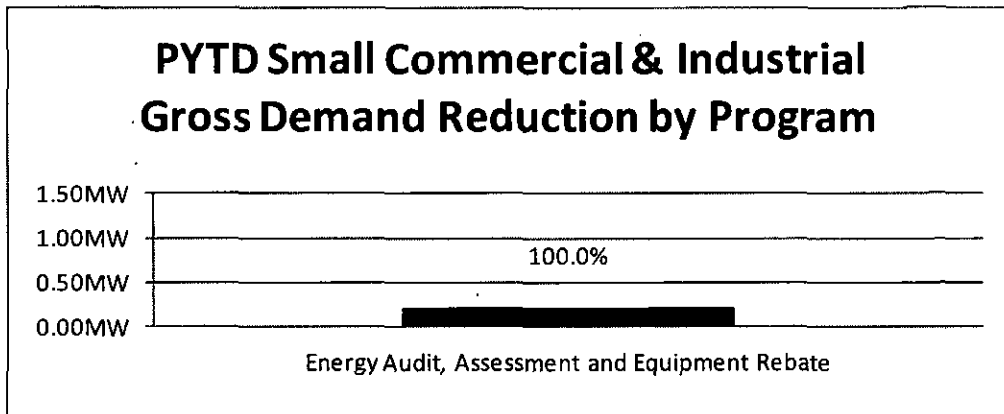 PYTD Small Commercial & Industrial
Gross Demand Reduction by Program
1.50MW
1.00MW
100.0%
0.50MW
0.00MW
Energy Audit, Assessment and Equipment Rebate